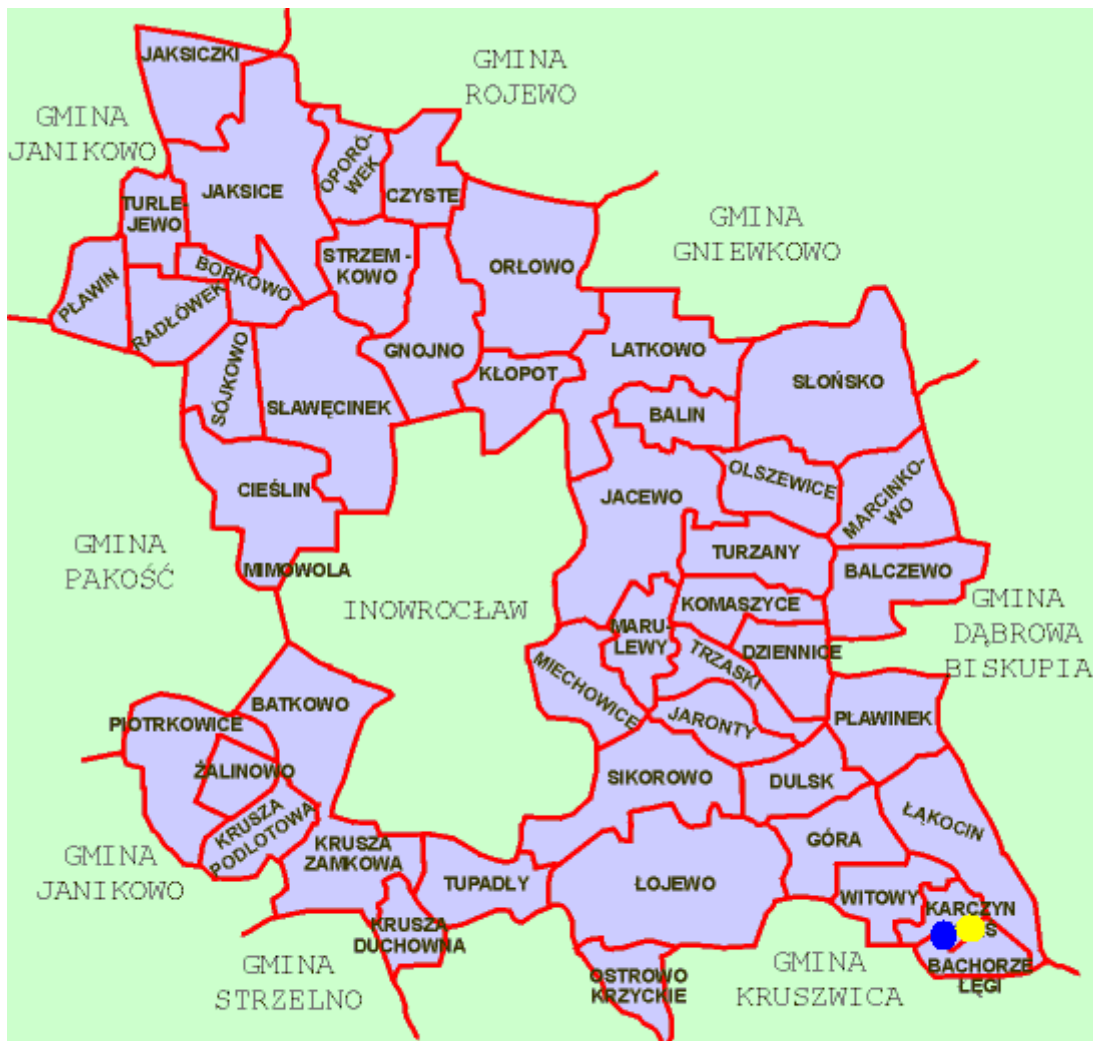 JAKSICZKI
GMINA
ROJEWO
GMINA
JANIKOWO
OPORÓ-
WEK
JAKSICE
CZYSTE
TURLE-
JEWO
GMINA
GNIEWKOWO
STRZEM-
KOWO
ORŁOWO
BORKOWO
PŁAWIN
RADŁÓWEK
GNOJNO
LATKOWO
KŁOPOT
SŁOŃSKO
SÓJKOWO
SŁAWĘCINEK
BALIN
OLSZEWICE
CIEŚLIN
JACEWO
MARCINKO-
WO
GMINA
PAKOŚĆ
TURZANY
MIMOWOLA
BALCZEWO
INOWROCŁAW
KOMASZYCE
GMINA
DĄBROWA
BISKUPIA
MARU-
LEWY
DZIENNICE
TRZASKI
MIECHOWICE
BATKOWO
JARONTY
PIOTRKOWICE
PŁAWINEK
ŻALINOWO
SIKOROWO
DULSK
KRUSZA
PODLOTOWA
ŁĄKOCIN
GÓRA
KRUSZA
ZAMKOWA
GMINA
JANIKOWO
TUPADŁY
ŁOJEWO
WITOWY
KARCZYN
S
KRUSZA
DUCHOWNA
GMINA
STRZELNO
OSTROWO
KRZYCKIE
GMINA
KRUSZWICA
BACHORZE
ŁĘGI